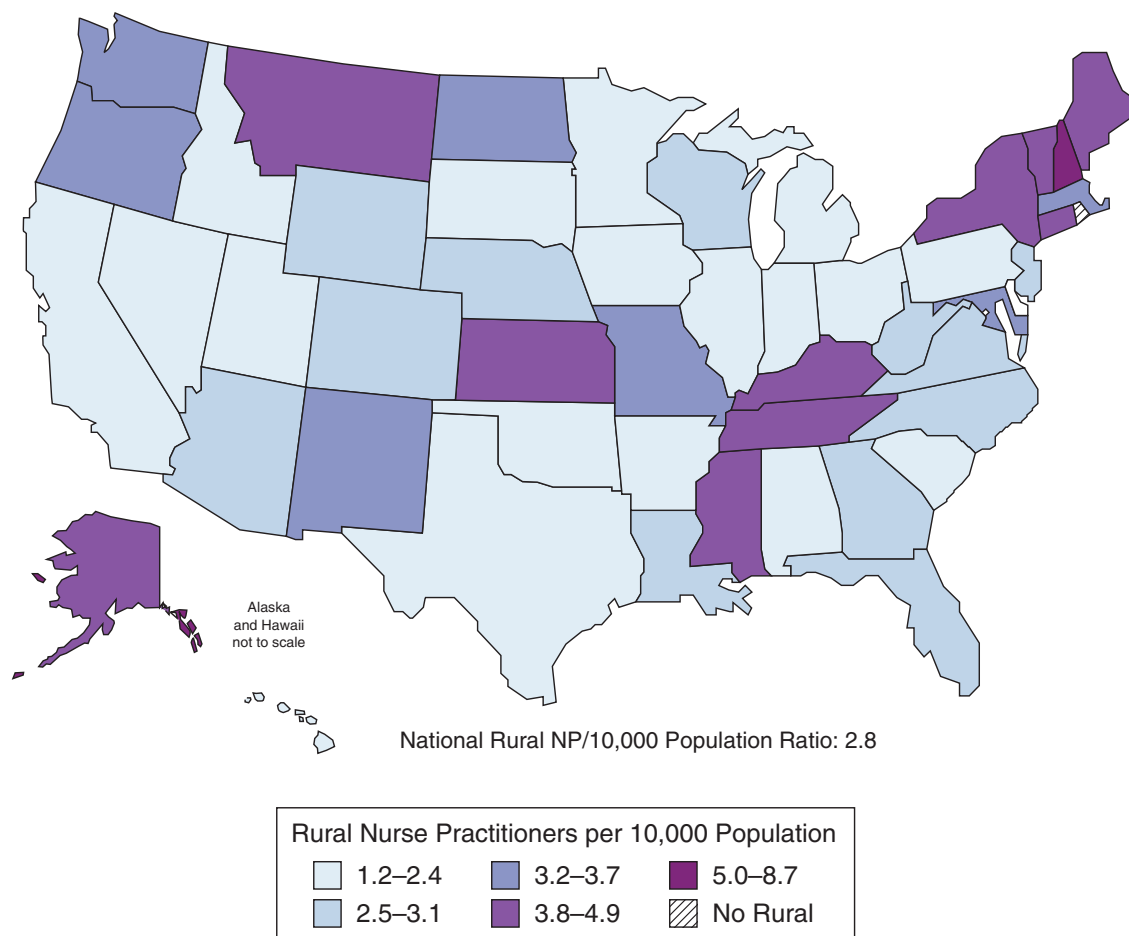 Alaska
and Hawaii
not to scale
National Rural NP/10,000 Population Ratio: 2.8
Rural Nurse Practitioners per 10,000 Population
1.2–2.4 3.2–3.7 5.0–8.7
2.5–3.1 3.8–4.9 No Rural